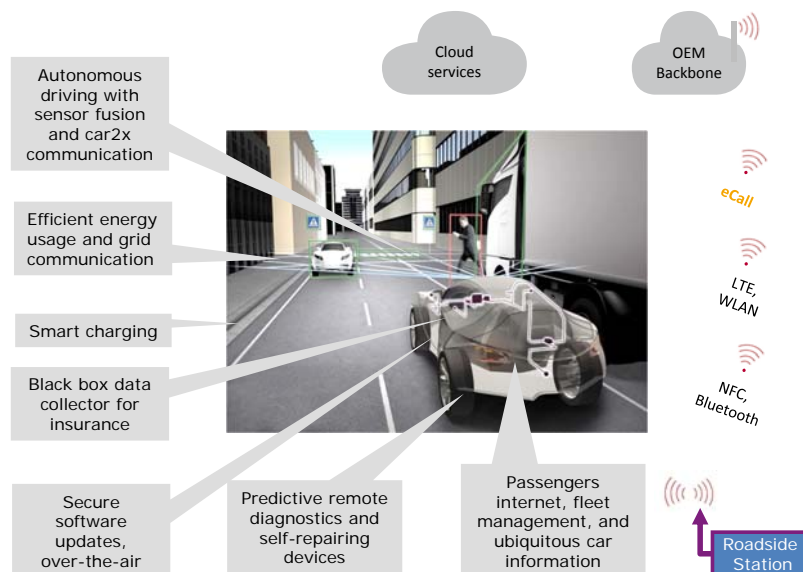 Cloud
services
OEM
Backbone
Autonomous
driving with
sensor fusion
and car2x
communication
eCall
Efficient energy
usage and grid
communication
LTE,
WLAN
Smart charging
Black box data
collector for
insurance
NFC,
Bluetooth
Secure
software
updates,
over-the-air
Predictive remote
diagnostics and
self-repairing
devices
Passengers
internet, fleet
management, and
ubiquitous car
information
Roadside
Station